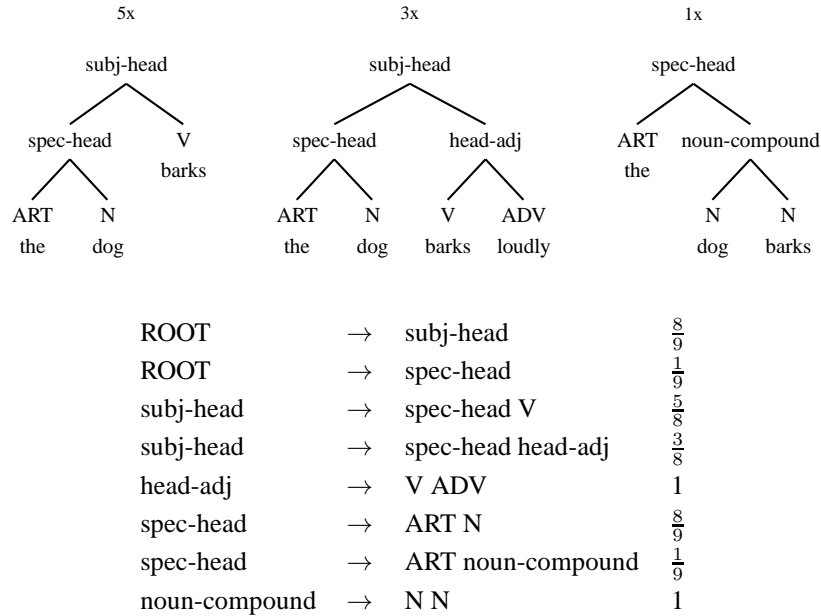 5x 3x 1x
subj-head subj-head spec-head
spec-head V spec-head head-adj ART noun-compound
barks the
ART N ART N V ADV N N
the dog the dog barks loudly dog barks
ROOT → subj-head 8/9
ROOT → spec-head 1/9
subj-head → spec-head V 5/8
subj-head → spec-head head-adj 3/8
head-adj → V ADV 1
spec-head → ART N 8/9
spec-head → ART noun-compound 1/9
noun-compound → N N 1